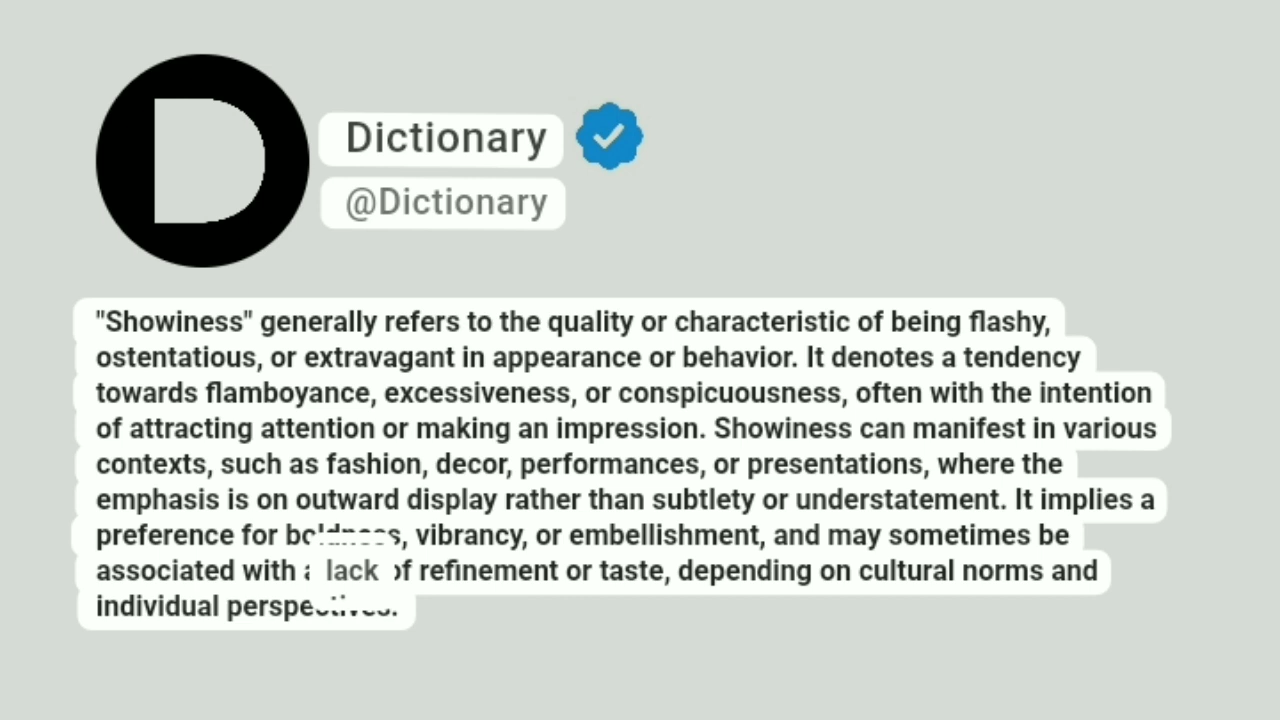 D
Dictionary
@Dictionary
"Showiness" generally refers to the quality or characteristic of being flashy,
ostentatious, or extravagant in appearance or behavior. It denotes a tendency
towards flamboyance, excessiveness, or conspicuousness, often with the intention
of attracting attention or making an impression. Showiness can manifest in various
contexts, such as fashion, decor, performances, or presentations, where the
emphasis is on outward display rather than subtlety or understatement. It implies a
preference for boldness, vibrancy, or embellishment, and may sometimes be
associated with a lack of refinement or taste, depending on cultural norms and
individual perspectives.